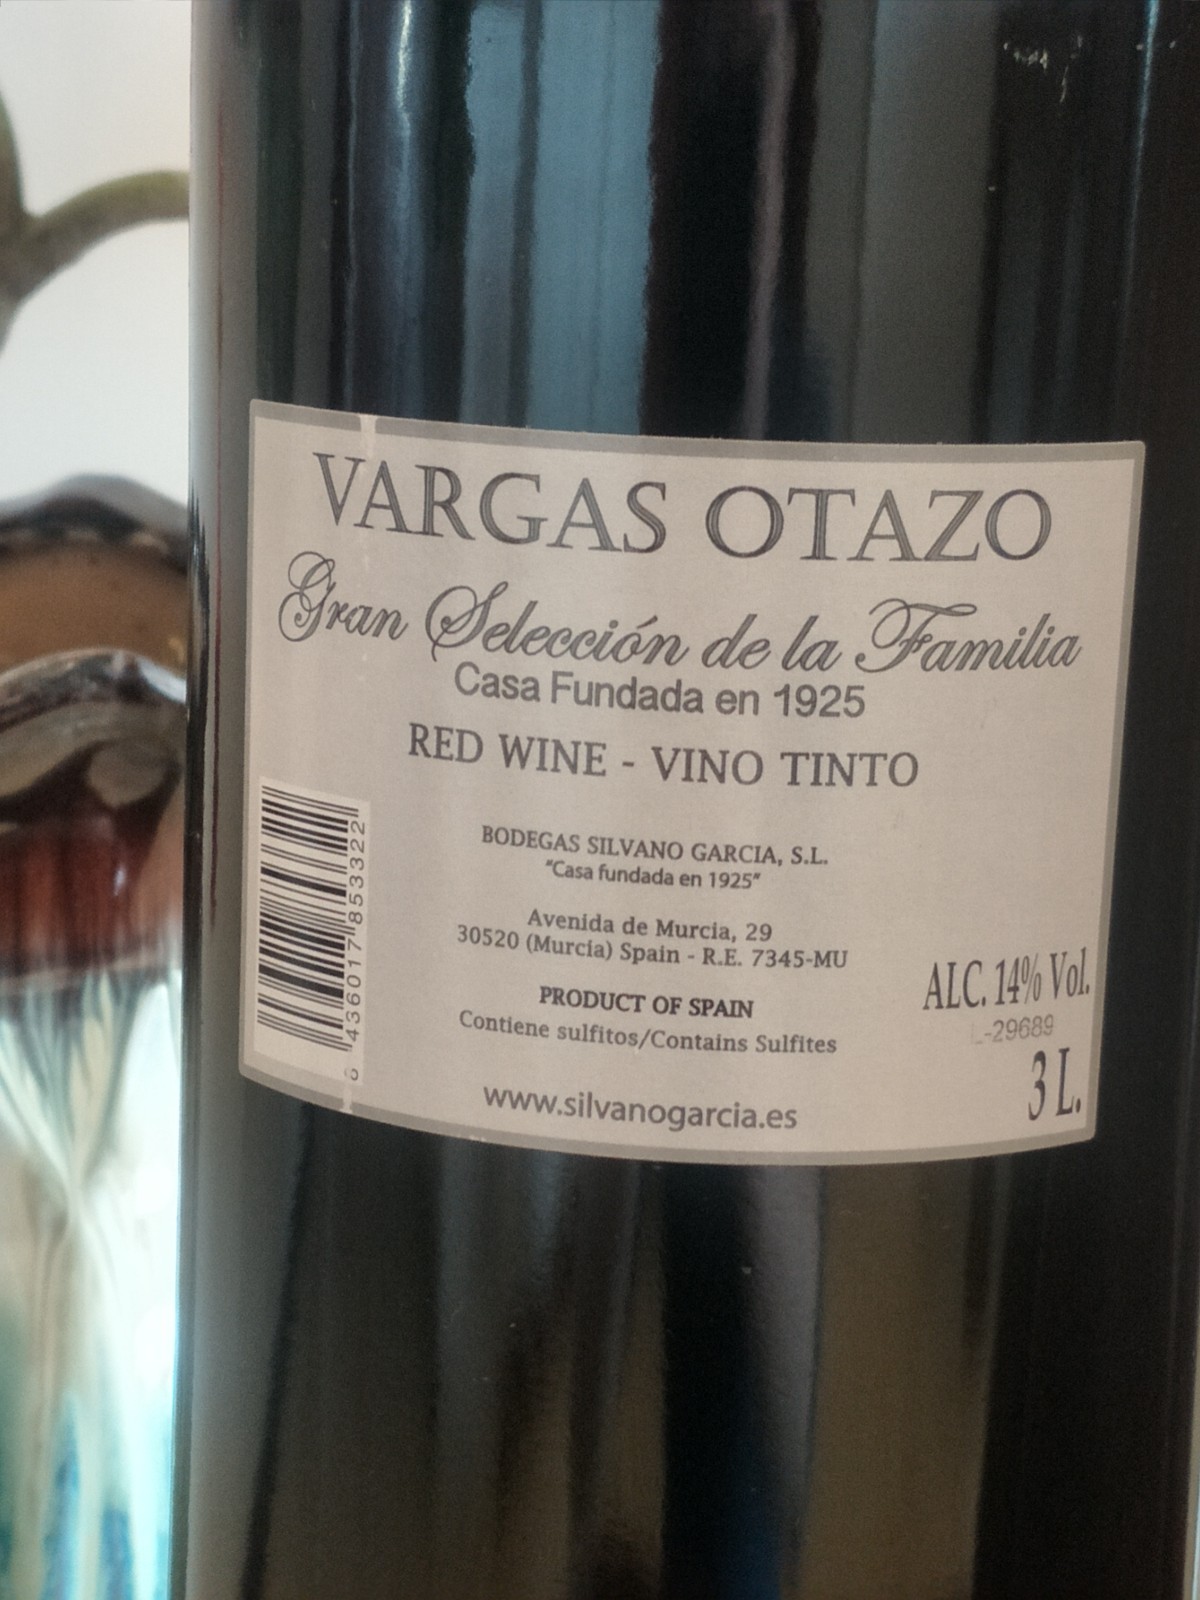 VARGAS OTAZO
Gran Selección de la Familia
Casa Fundada en 1925
RED WINE - VINO TINTO
BODEGAS SILVANO GARCIA, S.L.
"Casa fundada en 1925"
Avenida de Murcia, 29
30520 (Murcia) Spain - R.E. 7345-MU
PRODUCT OF SPAIN
Contiene sulfitos/Contains Sulfites
www.silvanogarcia.es
ALC. 14% Vol.
L-29689
3 L.
436017 853322